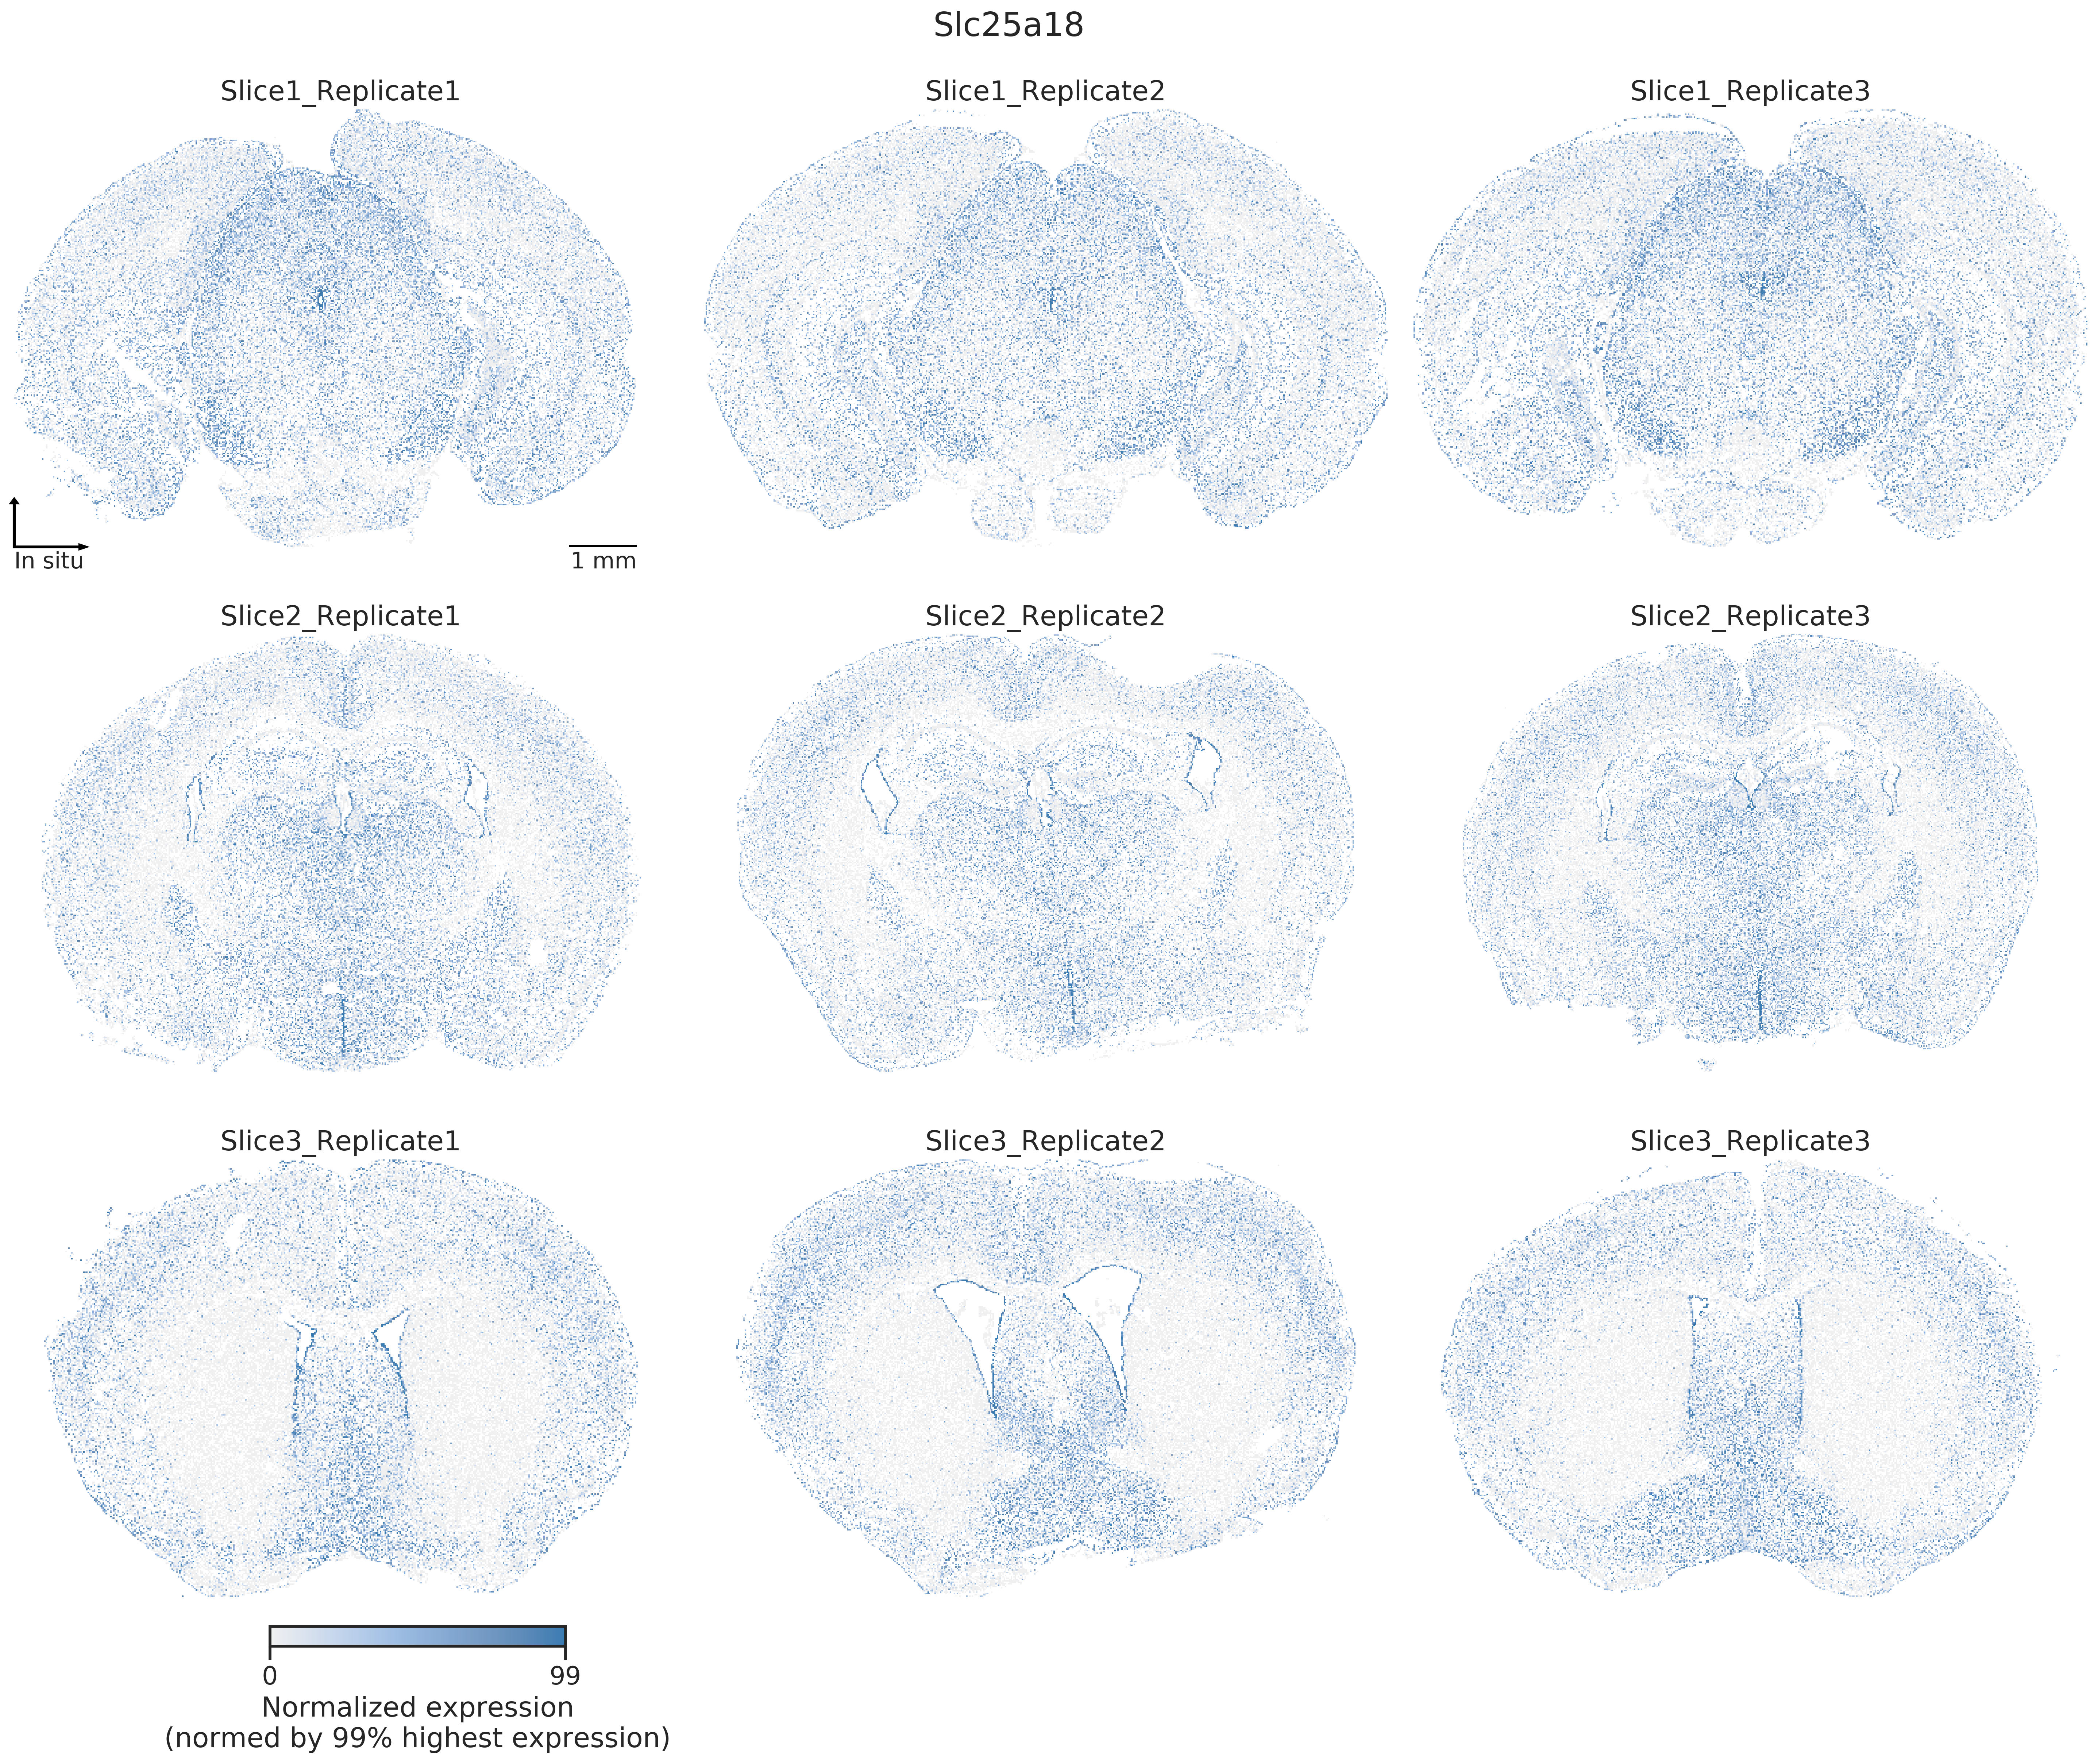 Slc25a18
Slice1_Replicate1
Slice1_Replicate2
Slice1_Replicate3
In situ
1 mm
Slice2_Replicate1
Slice2_Replicate2
Slice2_Replicate3
Slice3_Replicate1
Slice3_Replicate2
Slice3_Replicate3
0
99
Normalized expression
(normed by 99% highest expression)